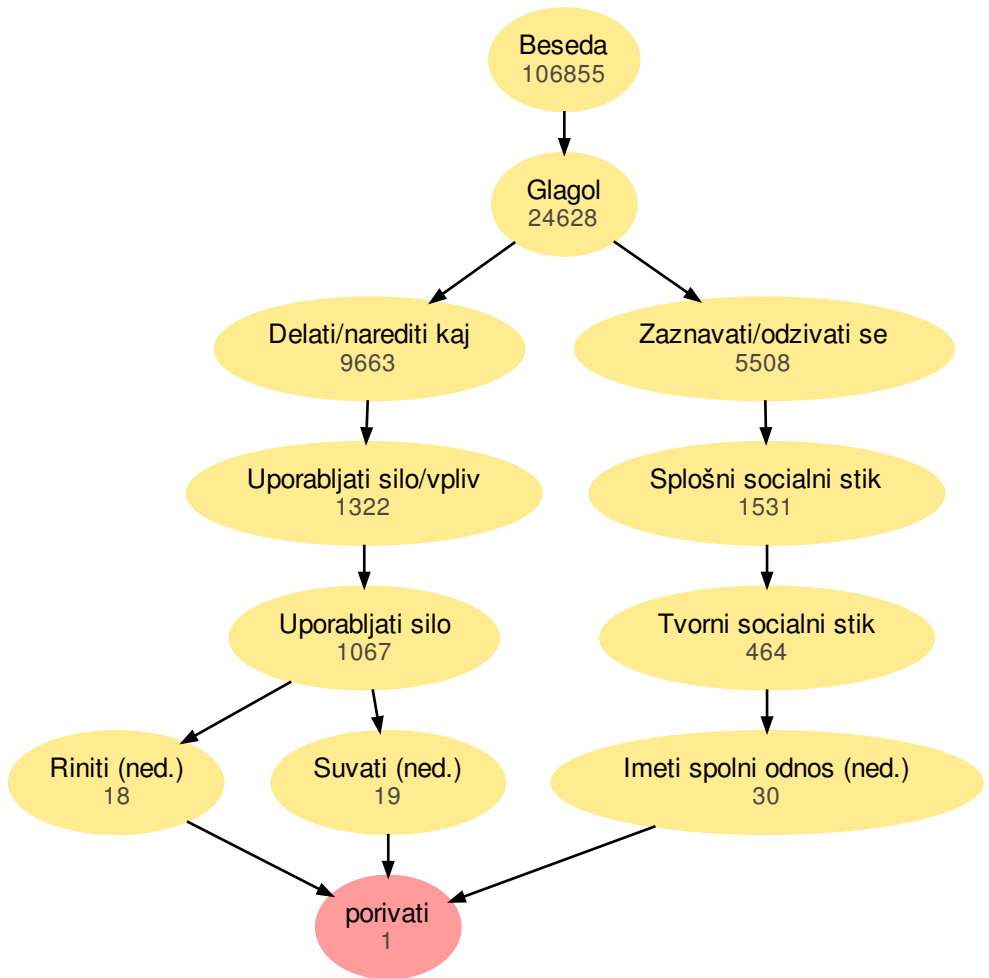 Beseda
106855
Glagol
24628
Delati/narediti kaj
9663
Zaznavati/odzivati se
5508
Uporabljati silo/vpliv
1322
Splošni socialni stik
1531
Uporabljati silo
1067
Tvorni socialni stik
464
Riniti (ned.)
18
Suvati (ned.)
19
Imeti spolni odnos (ned.)
30
porivati
1